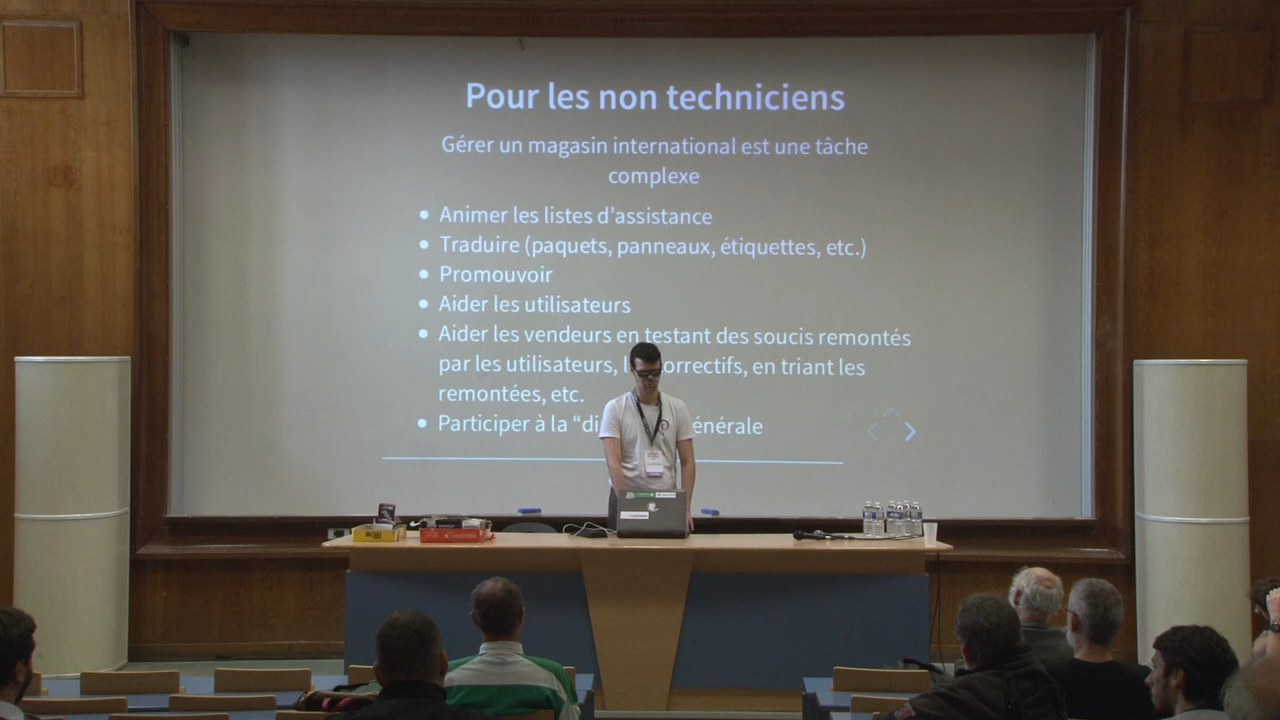 Pour les non techniciens
Gérer un magasin international est une tâche
complexe
Animer les listes d'assistance
Traduire (paquets, panneaux, étiquettes, etc.)
Promouvoir
Aider les utilisateurs
Aider les vendeurs en testant des soucis remontés
par les utilisateurs, correctifs, en triant les
remontées, etc.
Participer à la “di énérale